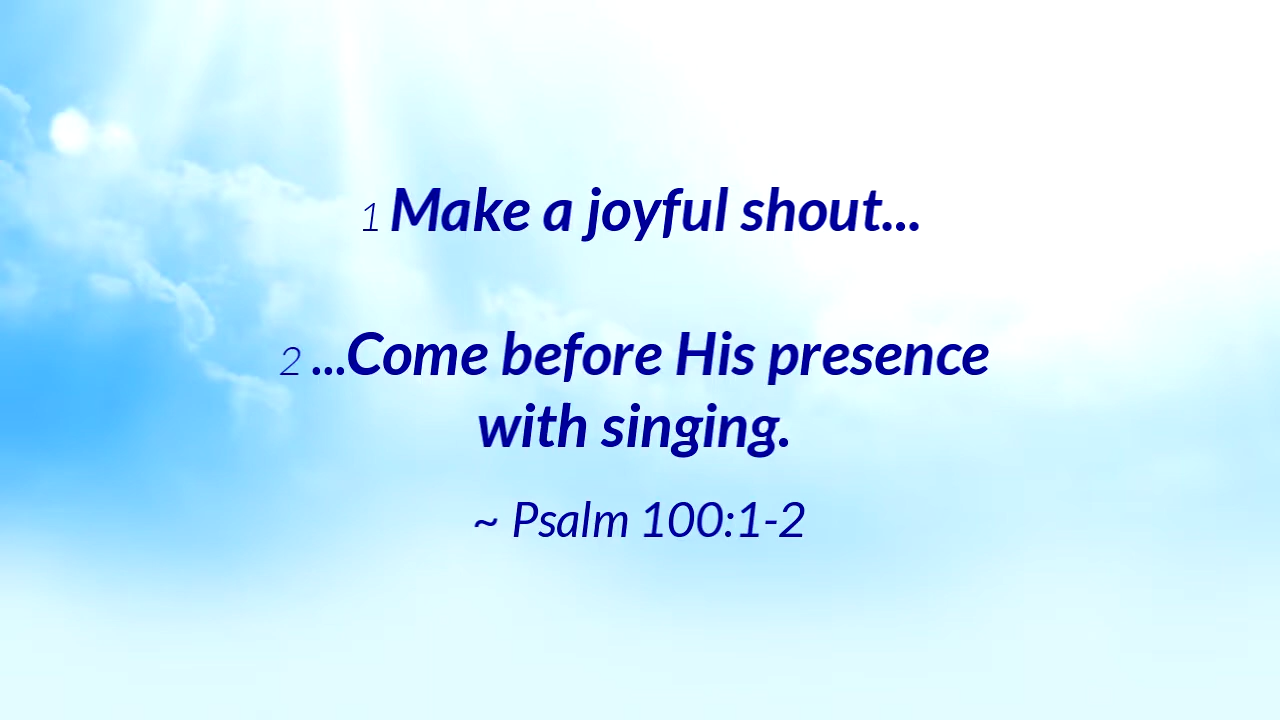 1 Make a joyful shout...
2 ...Come before His presence
with singing.
~ Psalm 100:1-2